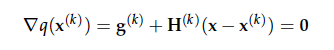 ∇q(x⁽ᵏ⁾) = g⁽ᵏ⁾ + H⁽ᵏ⁾(x − x⁽ᵏ⁾) = 0